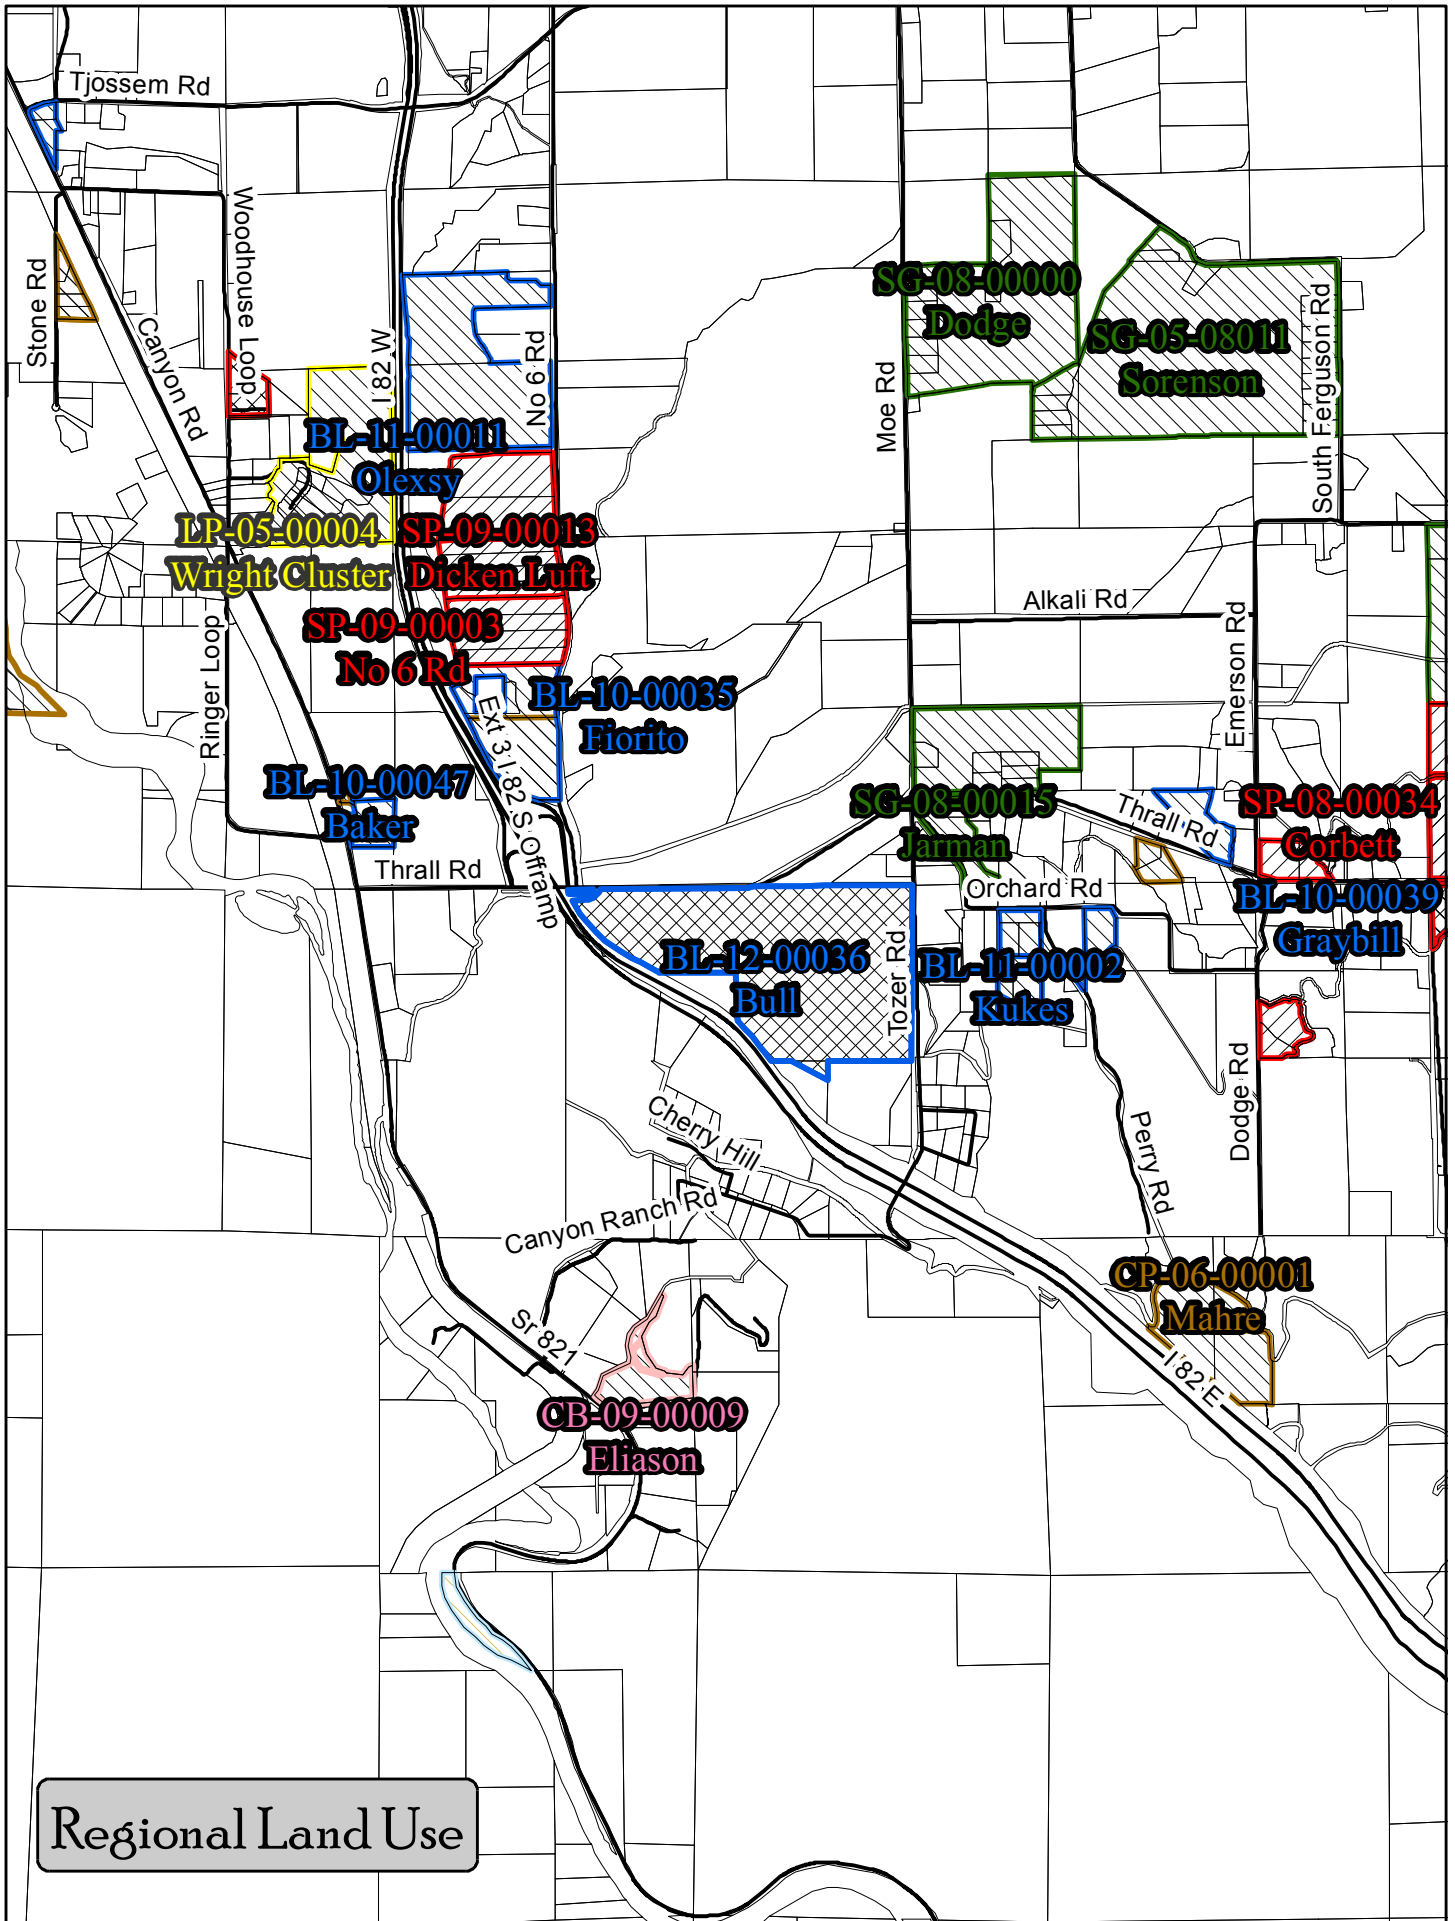 Tjossem Rd
Woodhouse Loop
Stone Rd
Canyon Rd
I 82 W
No 6 Rd
SG-08-00000
Dodge
SG-05-08011
Sorenson
South Ferguson Rd
Moe Rd
BL-11-00011
Olexsy
LP-05-00004
Wright Cluster
SP-09-00013
Dicken Luft
SP-09-00003
No 6 Rd
Alkali Rd
Emerson Rd
Ringer Loop
BL-10-00035
Fiorito
Ext 3 I-82 S Offramp
BL-10-00047
Baker
SG-08-00015
Jarman
Thrall Rd
SP-08-00034
Corbett
Thrall Rd
Orchard Rd
BL-10-00039
Graybill
BL-12-00036
Bull
Tozer Rd
BL-11-00002
Kukes
Dodge Rd
Cherry Hill
Perry Rd
Canyon Ranch Rd
CP-06-00001
Mahre
Sr 821
I 82 E
CB-09-00009
Eliason
Regional Land Use